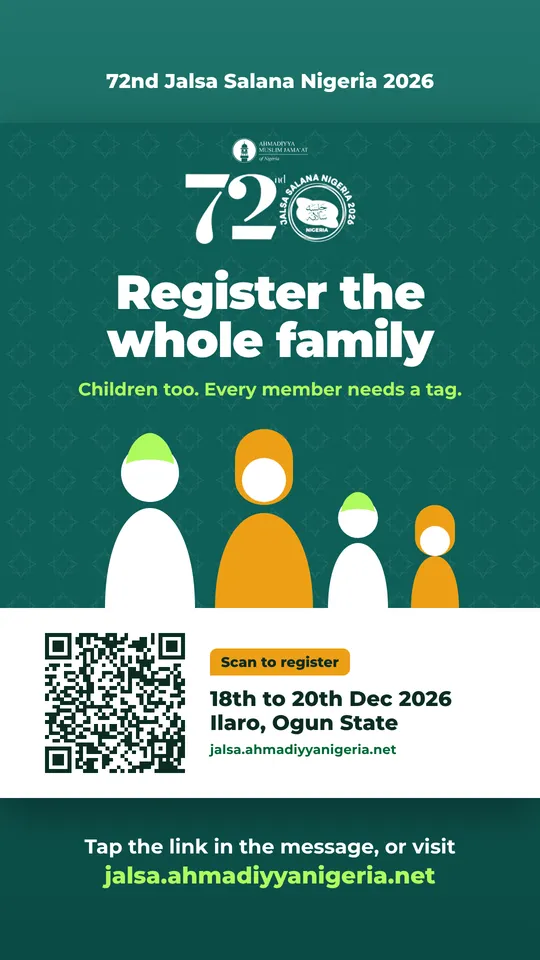 72nd Jalsa Salana Nigeria 2026
AHMADIYYA
MUSLIM JAMA'AT
of Nigeria
72nd
JALSA SALANA NIGERIA 2026
جلسہ
سالانہ
NIGERIA
Register the
whole family
Children too. Every member needs a tag.
Scan to register
18th to 20th Dec 2026
Ilaro, Ogun State
jalsa.ahmadiyyanigeria.net
Tap the link in the message, or visit
jalsa.ahmadiyyanigeria.net